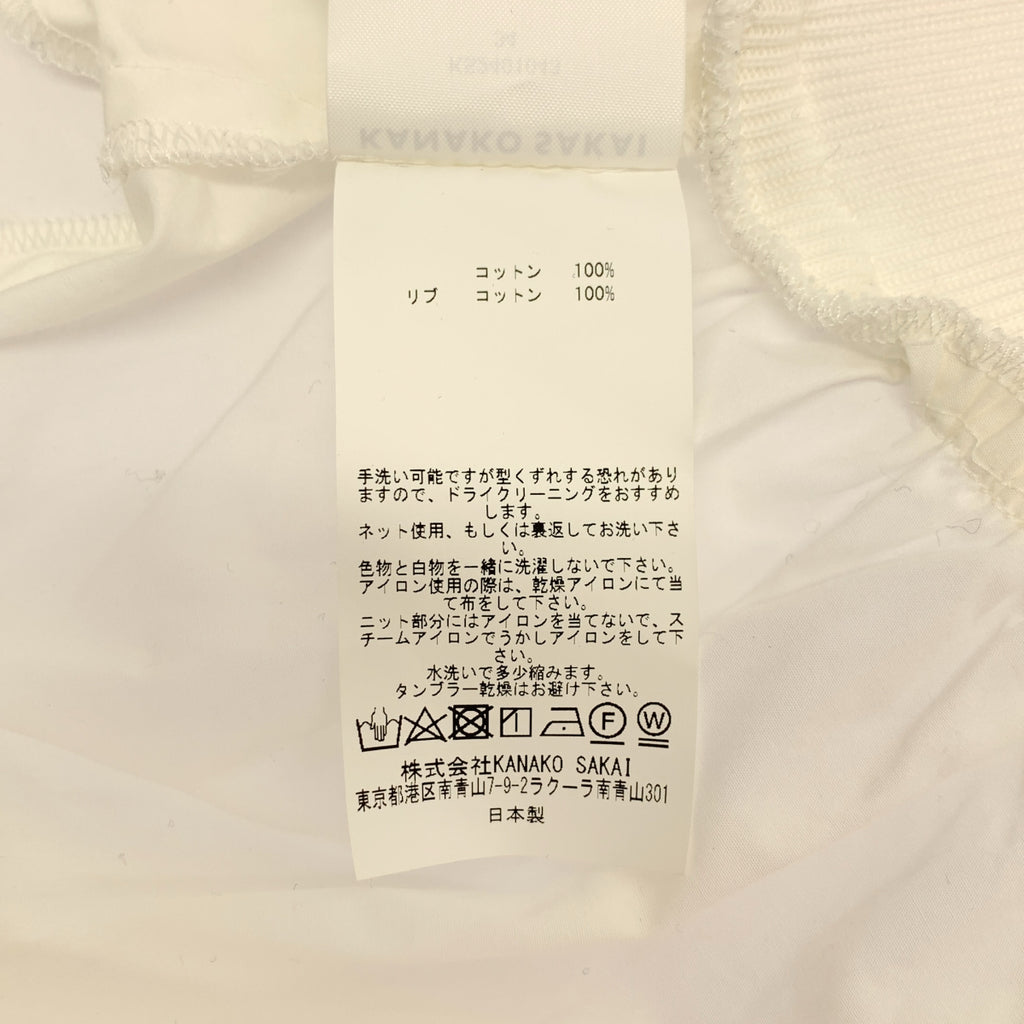 KANAKO SAKAI
コットン 100%
リブ コットン 100%
手洗い可能ですが型くずれする恐れがあり
ますので、ドライクリーニングをおすすめ
します。
ネット使用、もしくは裏返してお洗い下さ
い。
色物と白物を一緒に洗濯しないで下さい。
アイロン使用の際は、乾燥アイロンにて当
て布をして下さい。
ニット部分にはアイロンを当てないで、ス
チームアイロンでうかしアイロンをして下
さい。
水洗いで多少縮みます。
タンブラー乾燥はお避け下さい。
F W
株式会社KANAKO SAKAI
東京都港区南青山7-9-2ラクーラ南青山301
日本製